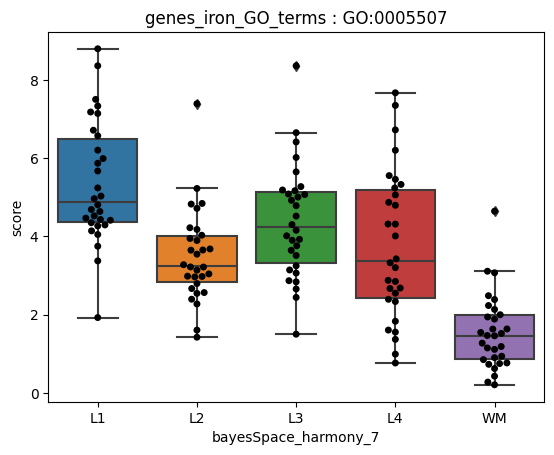 genes_iron_GO_terms : GO:0005507
8
6
4
2
0
score
L1 L2 L3 L4 WM
bayesSpace_harmony_7